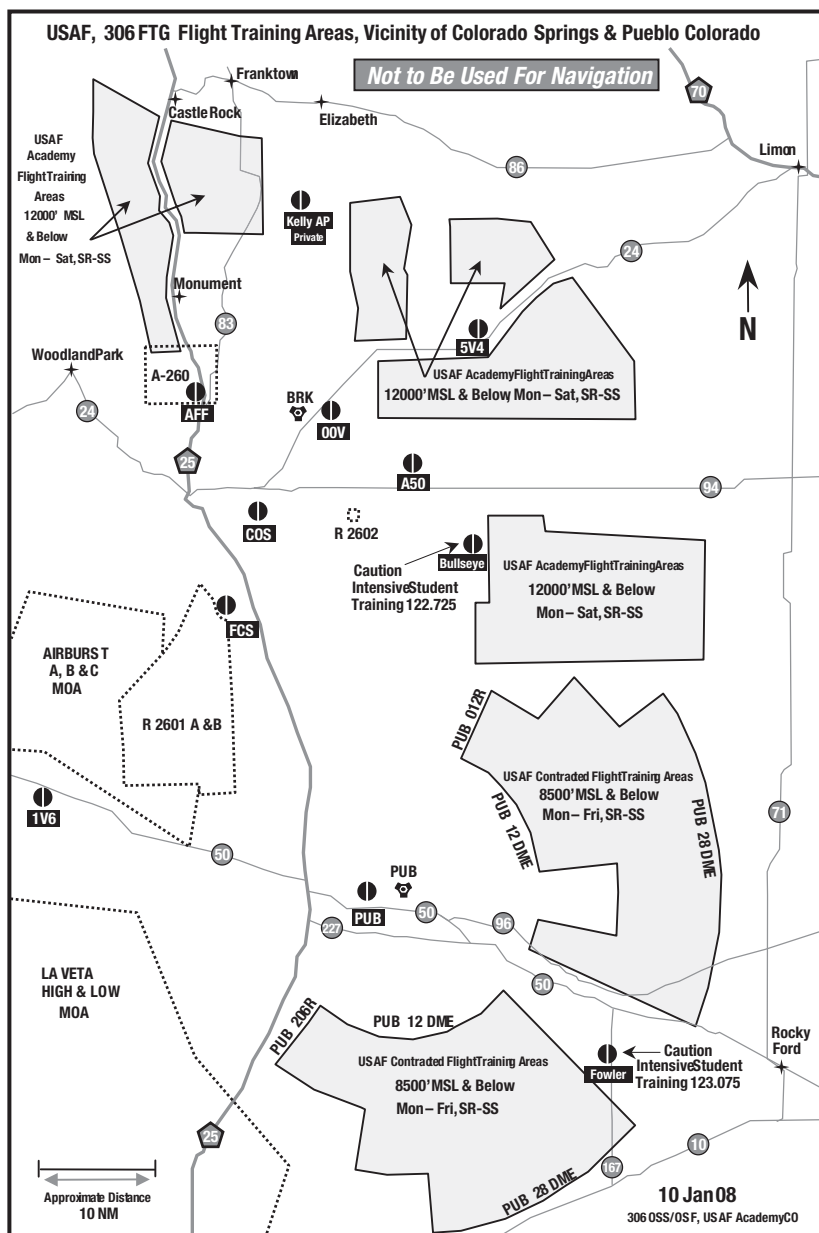 USAF, 306 FTG Flight Training Areas, Vicinity of Colorado Springs & Pueblo Colorado
Not to Be Used For Navigation
Franktown
70
CastleRock
Elizabeth
Limon
USAF
Academy
FlightTraining
Areas
12000' MSL
& Below
Mon – Sat, SR-SS
86
Kelly AP
Private
24
Monument
83
N
5V4
WoodlandPark
A-260
USAF AcademyFlightTrainingAreas
12000'MSL & Below, Mon – Sat, SR-SS
AFF
BRK
00V
24
25
A50
94
COS
R 2602
Bullseye
Caution
IntensiveStudent
Training 122.725
USAF AcademyFlightTrainingAreas
12000'MSL & Below
Mon – Sat, SR-SS
FCS
AIRBURST
A, B & C
MOA
R 2601 A &B
PUB 012R
USAF Contracted FlightTraining Areas
8500'MSL & Below
Mon – Fri, SR-SS
PUB 12 DME
PUB 28 DME
71
1V6
50
PUB
PUB
50
96
227
50
LA VETA
HIGH & LOW
MOA
PUB 206R
PUB 12 DME
USAF Contracted FlightTraining Areas
8500'MSL & Below
Mon – Fri, SR-SS
Fowler
Caution
IntensiveStudent
Training 123.075
Rocky
Ford
25
10
167
PUB 28 DME
Approximate Distance
10 NM
10 Jan 08
306 OSS/OSF, USAF AcademyCO